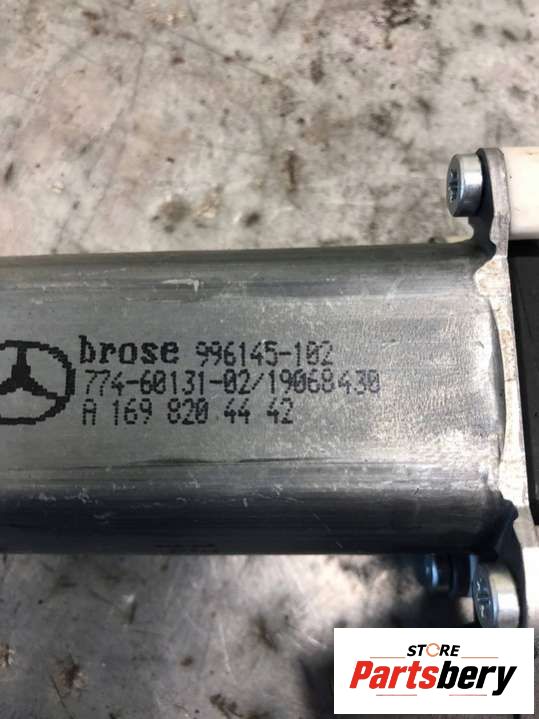 brose 996145-102
774-60131-02/19068430
A 169 820 44 42
STORE
Partsbery